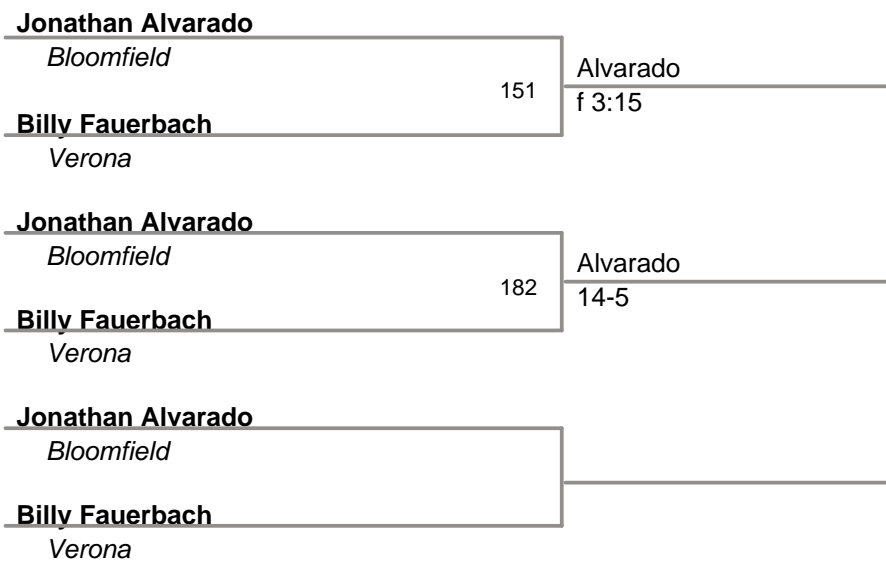 Jonathan Alvarado
Bloomfield
151
Alvarado
f 3:15
Billy Fauerbach
Verona
Jonathan Alvarado
Bloomfield
182
Alvarado
14-5
Billy Fauerbach
Verona
Jonathan Alvarado
Bloomfield
Billy Fauerbach
Verona